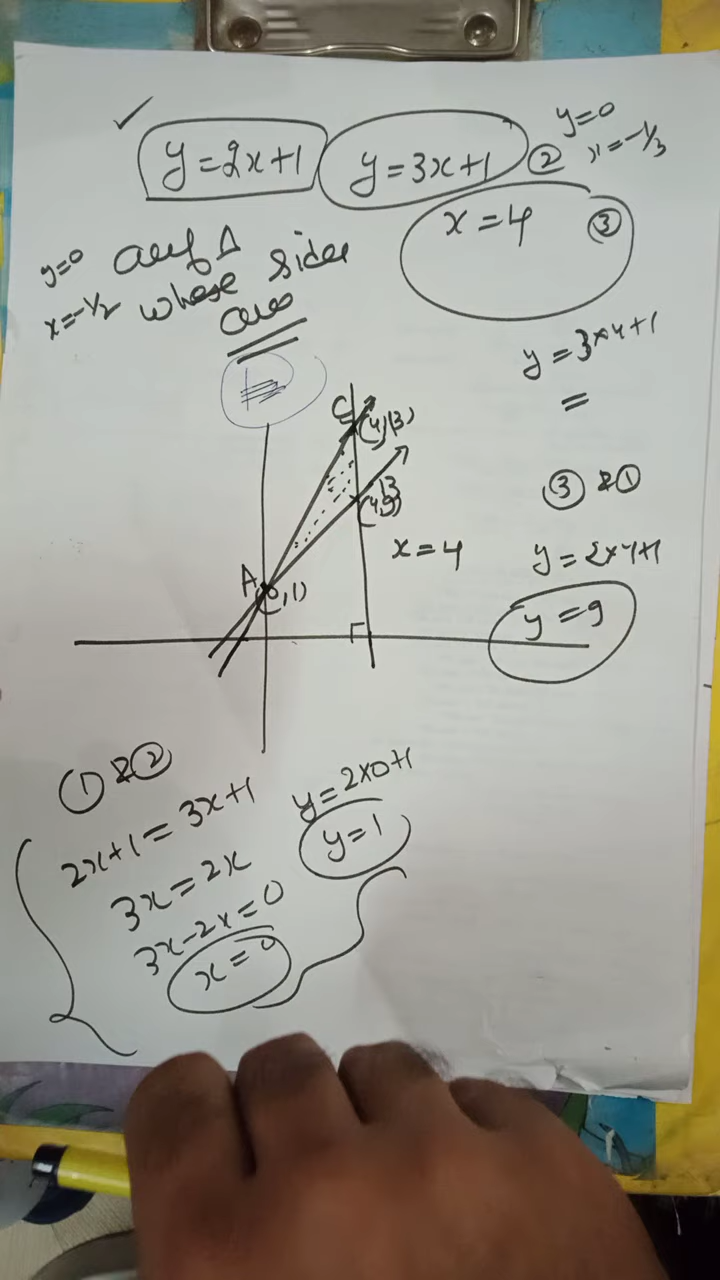 ✓
y = 2x+1 y = 3x+1 ② y=0
x = -1/3
x = 4 ③
y=0 area of Δ
x = -1/2 whose sides
are
y = 3×4+1
=
C
(4,13)
③ & ①
B
(4,9)
x = 4 y = 2×4+1
A
(0,1)
y = 9
① & ②
2x+1 = 3x+1 y = 2×0+1
3x = 2x y = 1
3x-2x = 0
x = 0